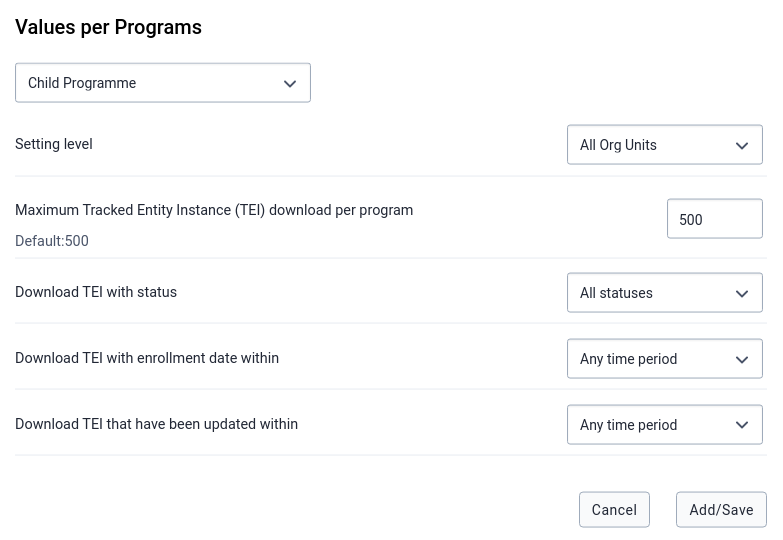 Values per Programs
Child Programme
Setting level
All Org Units
Maximum Tracked Entity Instance (TEI) download per program
500
Default:500
Download TEI with status
All statuses
Download TEI with enrollment date within
Any time period
Download TEI that have been updated within
Any time period
Cancel
Add/Save